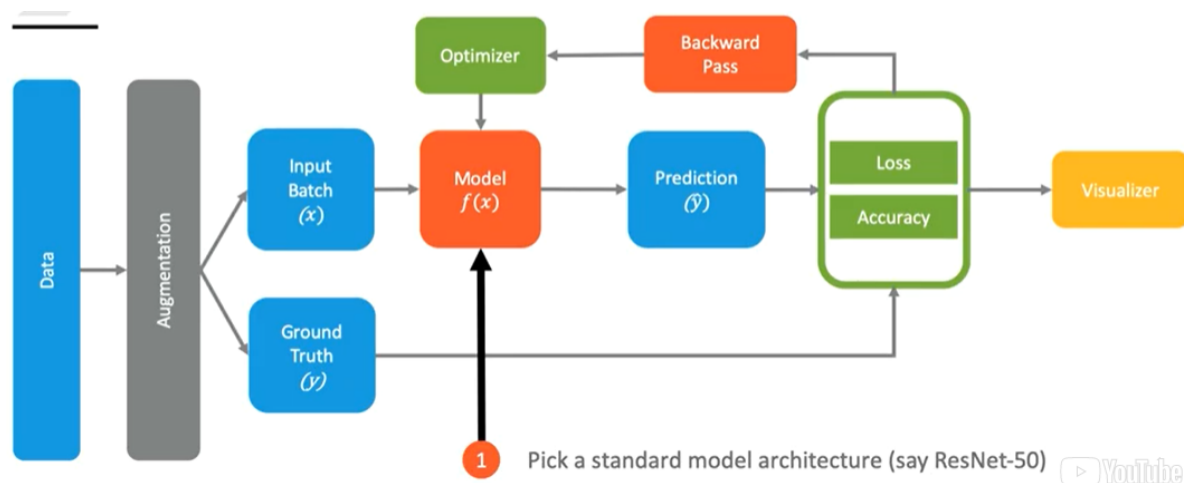 Optimizer
Backward
Pass
Data
Augmentation
Input
Batch
(x)
Model
f(x)
Prediction
(ŷ)
Loss
Accuracy
Visualizer
Ground
Truth
(y)
1 Pick a standard model architecture (say ResNet-50)
YouTube